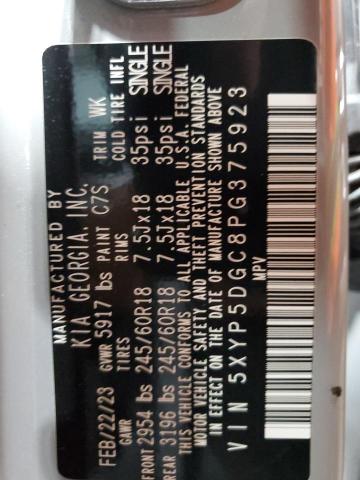 MANUFACTURED BY
KIA GEORGIA, INC.
FEB/22/23 GVWR 5917 lbs PAINT C7S TRIM WK
GAWR TIRES RIMS COLD TIRE INFL
FRONT 2954 lbs 245/60R18 7.5Jx18 35psi SINGLE
REAR 3196 lbs 245/60R18 7.5Jx18 35psi SINGLE
THIS VEHICLE CONFORMS TO ALL APPLICABLE U.S.A. FEDERAL
MOTOR VEHICLE SAFETY AND THEFT PREVENTION STANDARDS
IN EFFECT ON THE DATE OF MANUFACTURE SHOWN ABOVE
VIN 5XYP5DGC8PG375923
MPV